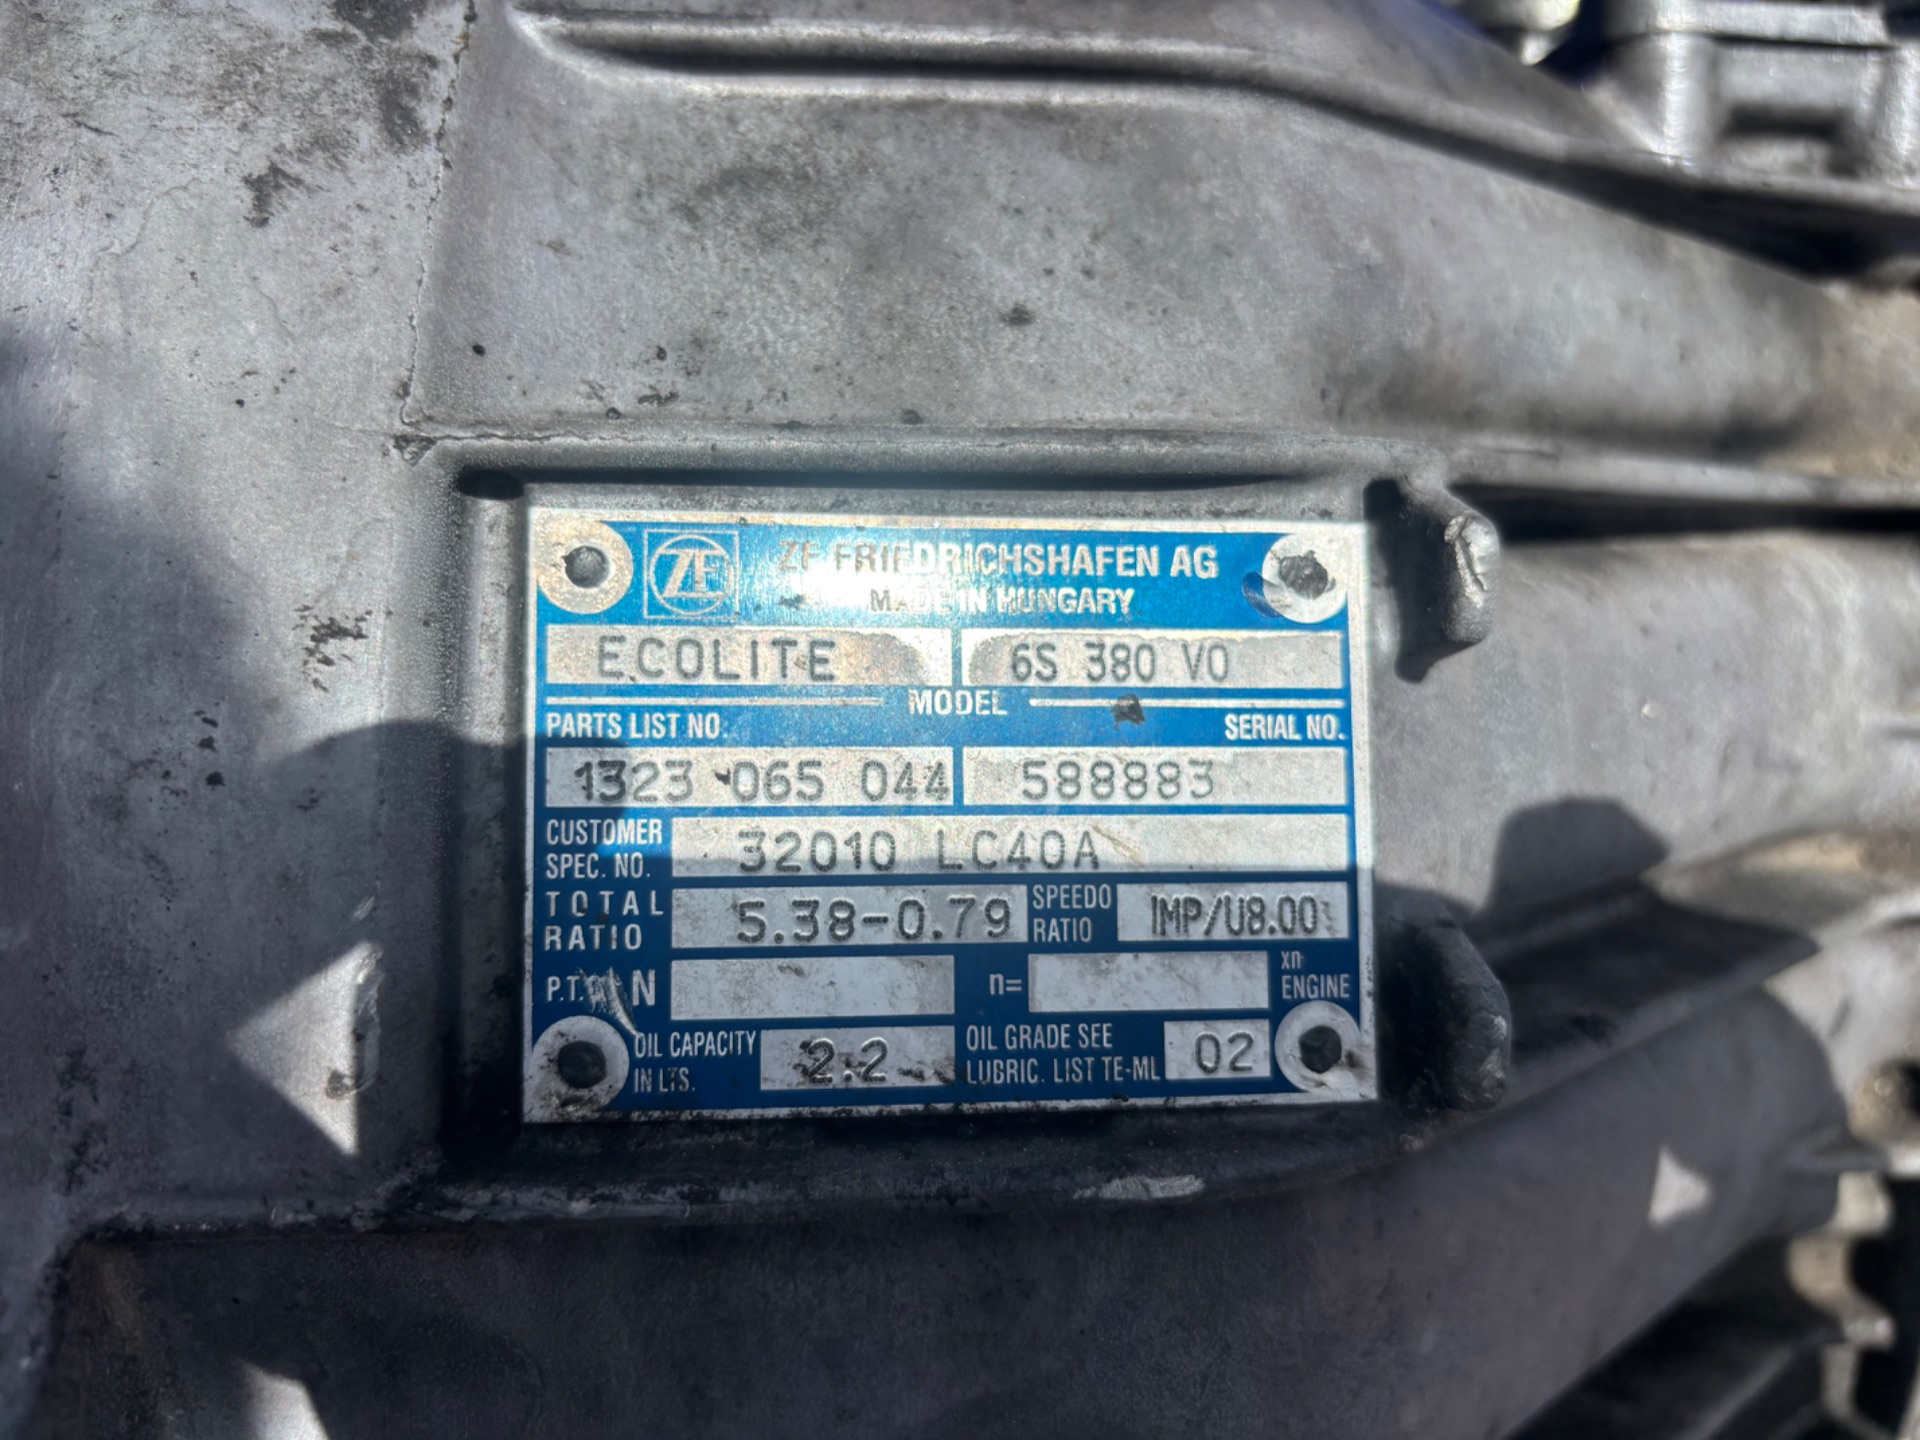 ZF ZF FRIEDRICHSHAFEN AG
MADE IN HUNGARY
ECOLITE 6S 380 VO
MODEL
PARTS LIST NO. SERIAL NO.
1323 065 044 588883
CUSTOMER SPEC. NO. 32010 LC40A
TOTAL RATIO 5.38-0.79 SPEEDO RATIO IMP/U8.00
N n= xn ENGINE
OIL CAPACITY IN LTS. 2.2 OIL GRADE SEE LUBRIC. LIST TE-ML 02